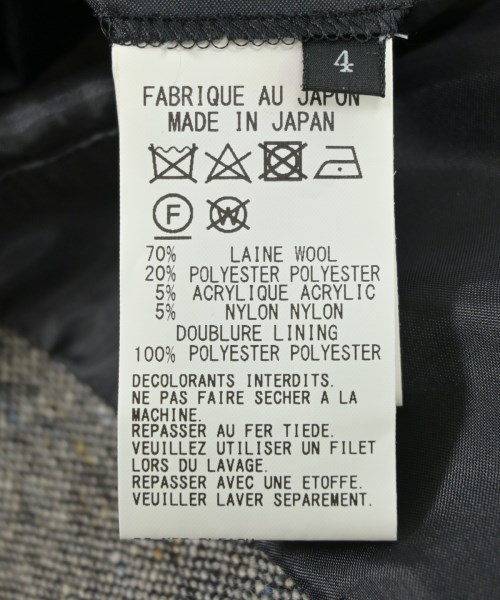 4
FABRIQUE AU JAPON
MADE IN JAPAN
F W
70% LAINE WOOL
20% POLYESTER POLYESTER
5% ACRYLIQUE ACRYLIC
5% NYLON NYLON
DOUBLURE LINING
100% POLYESTER POLYESTER
DECOLORANTS INTERDITS.
NE PAS FAIRE SECHER A LA
MACHINE.
REPASSER AU FER TIEDE.
VEUILLEZ UTILISER UN FILET
LORS DU LAVAGE.
REPASSER AVEC UNE ETOFFE.
VEUILLER LAVER SEPAREMENT.